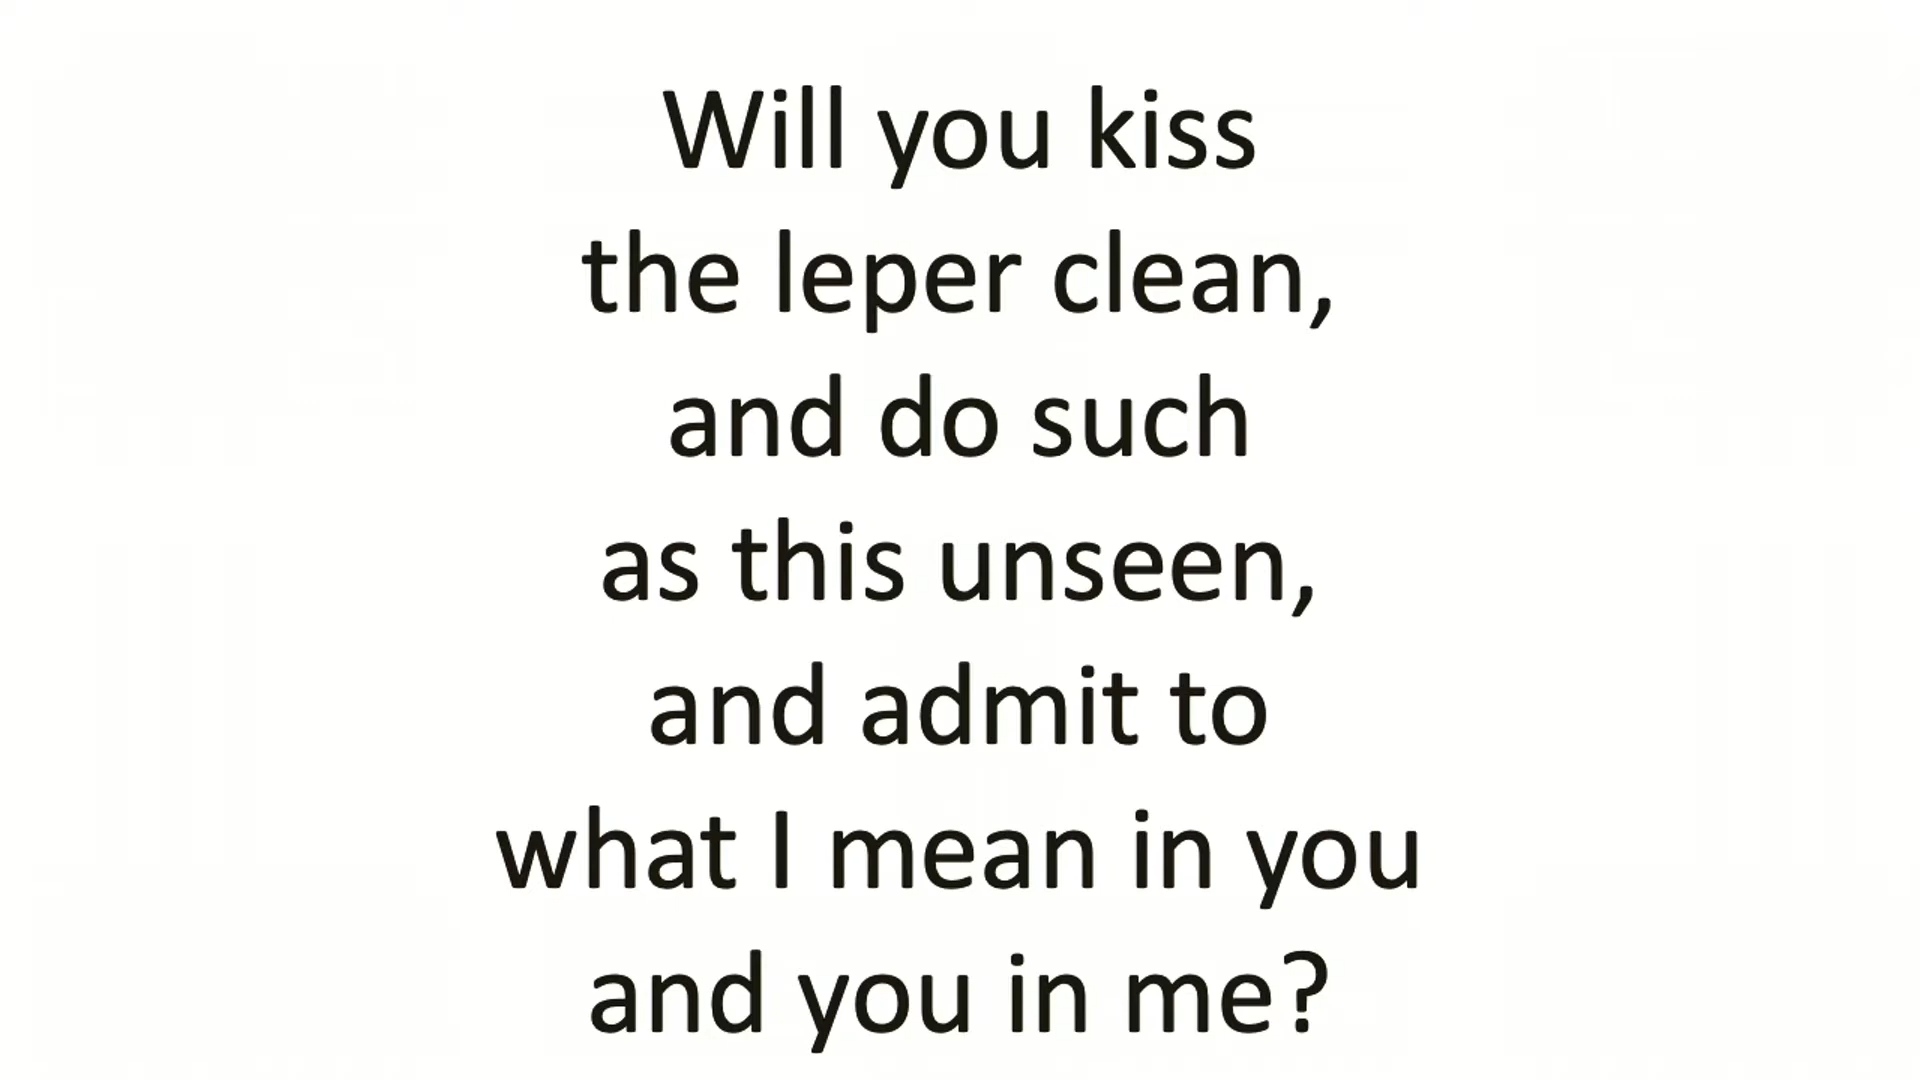 Will you kiss
the leper clean,
and do such
as this unseen,
and admit to
what I mean in you
and you in me?